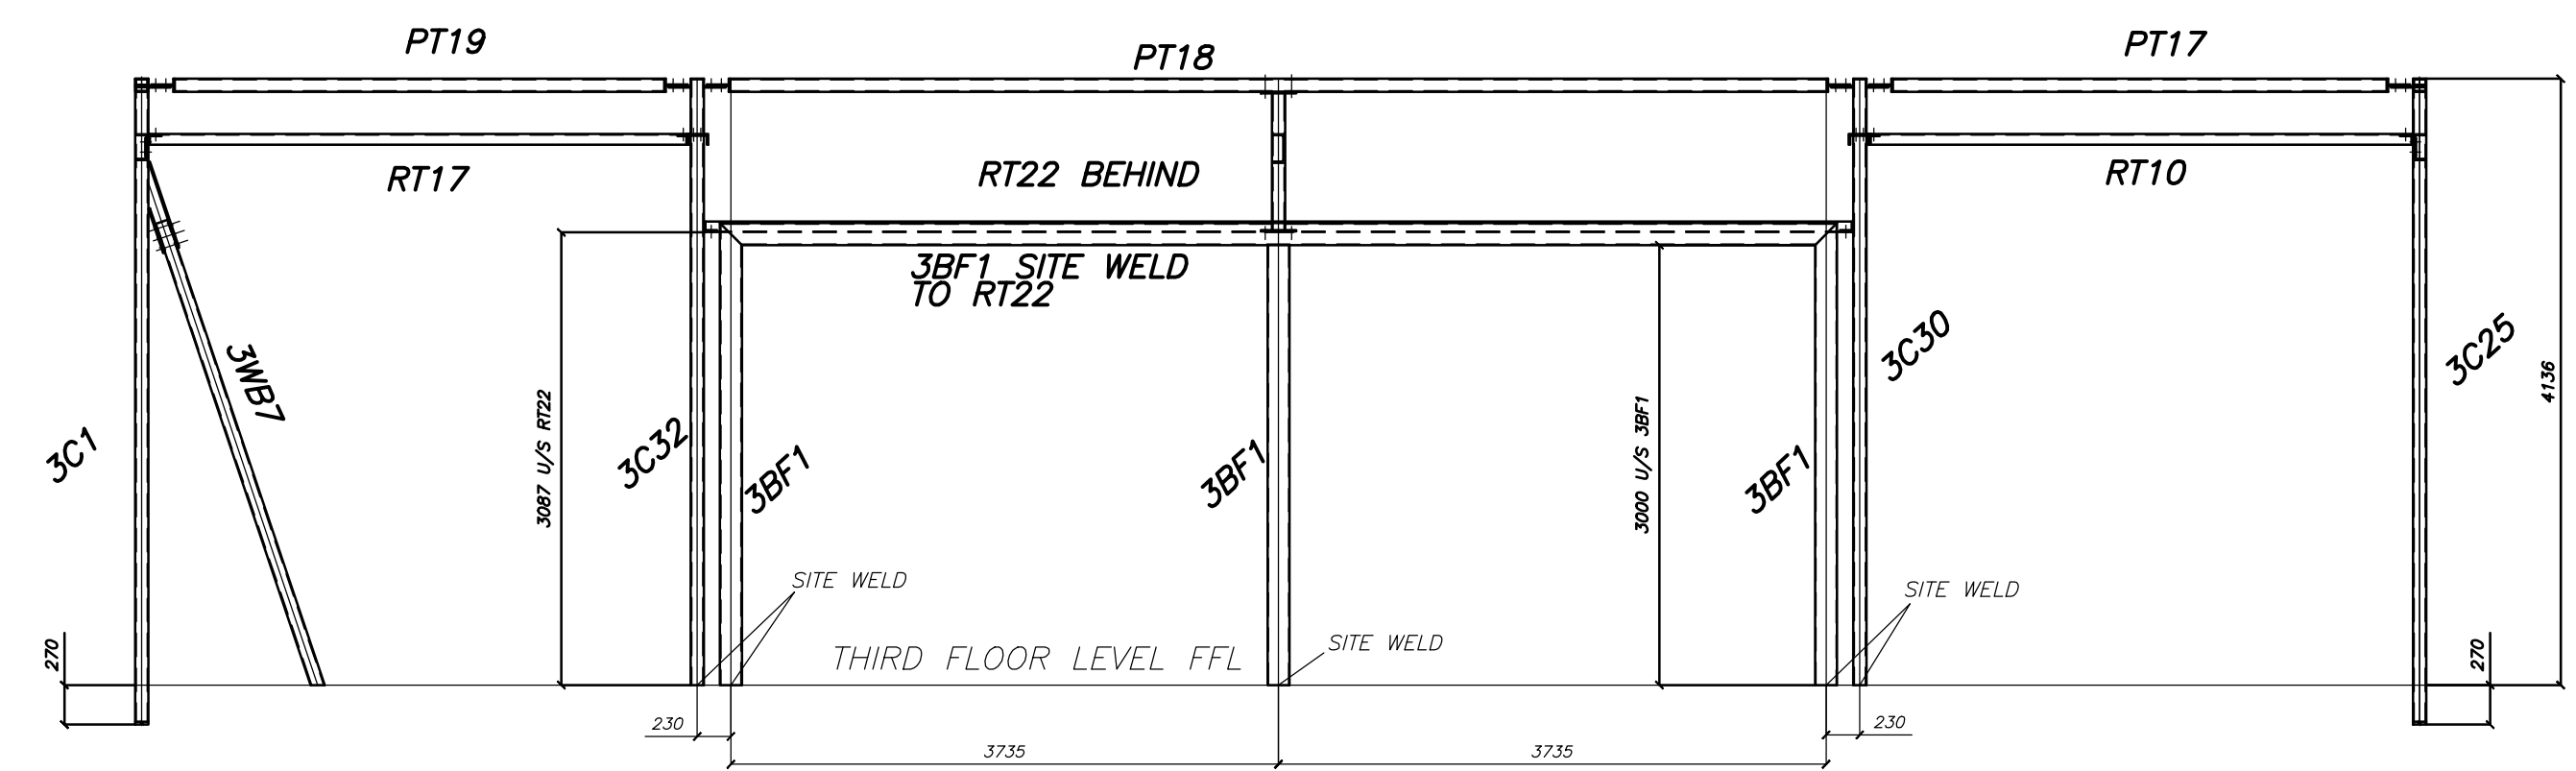 PT19
PT18
PT17
RT17
RT22 BEHIND
RT10
3BF1 SITE WELD
TO RT22
3WB7
3C1
3087 U/S RT22
3C32
3BF1
3BF1
3000 U/S 3BF1
3BF1
3C30
3C25
4136
SITE WELD
SITE WELD
SITE WELD
THIRD FLOOR LEVEL FFL
270
270
230
230
3735
3735